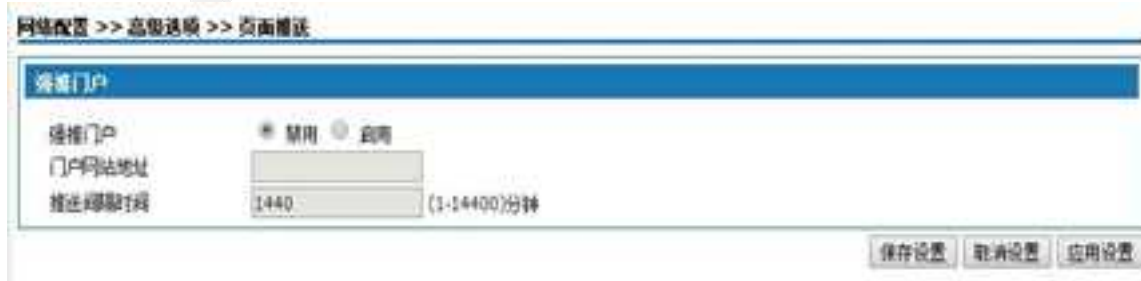 网络配置 >> 高级选项 >> 页面推送
强推门户
强推门户 禁用 启用
门户网站地址
推送间隔时间 1440 (1-14400)分钟
保存设置 取消设置 应用设置